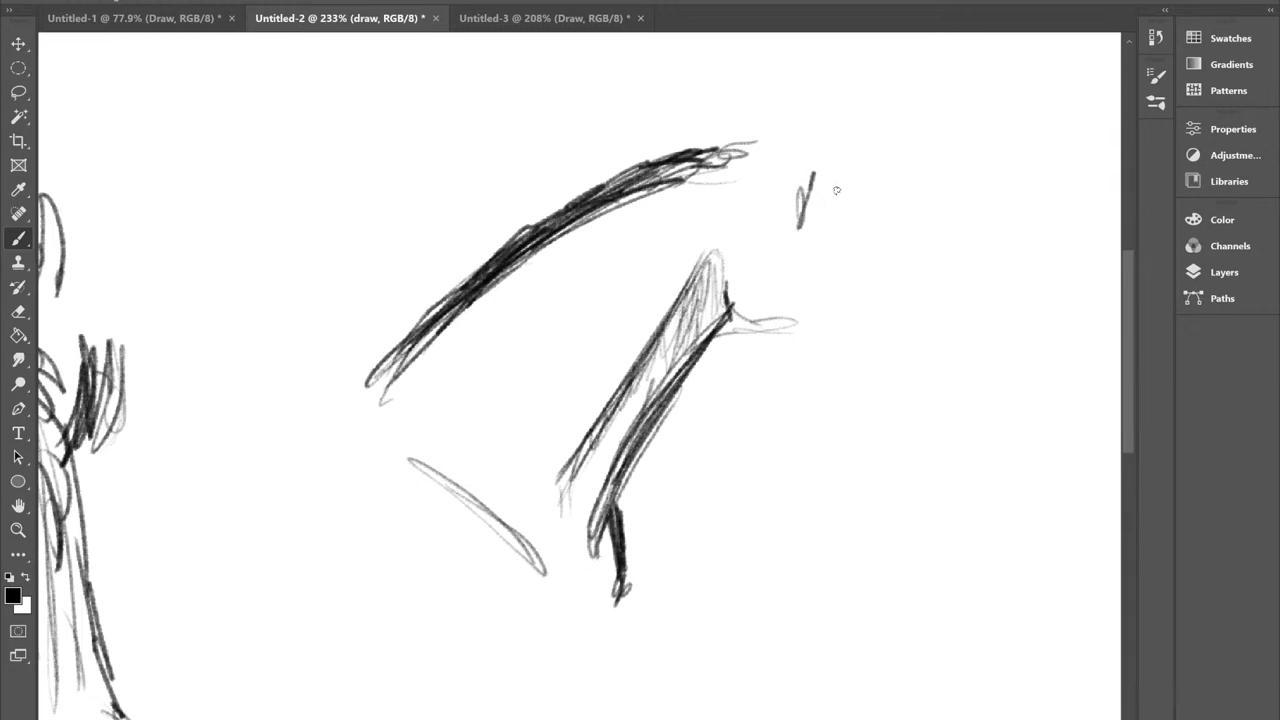 Untitled-1 @ 77.9% (Draw, RGB/8) * ×
Untitled-2 @ 233% (draw, RGB/8) * ×
Untitled-3 @ 208% (Draw, RGB/8) * ×
Swatches
Gradients
Patterns
Properties
Adjustme...
Libraries
Color
Channels
Layers
Paths